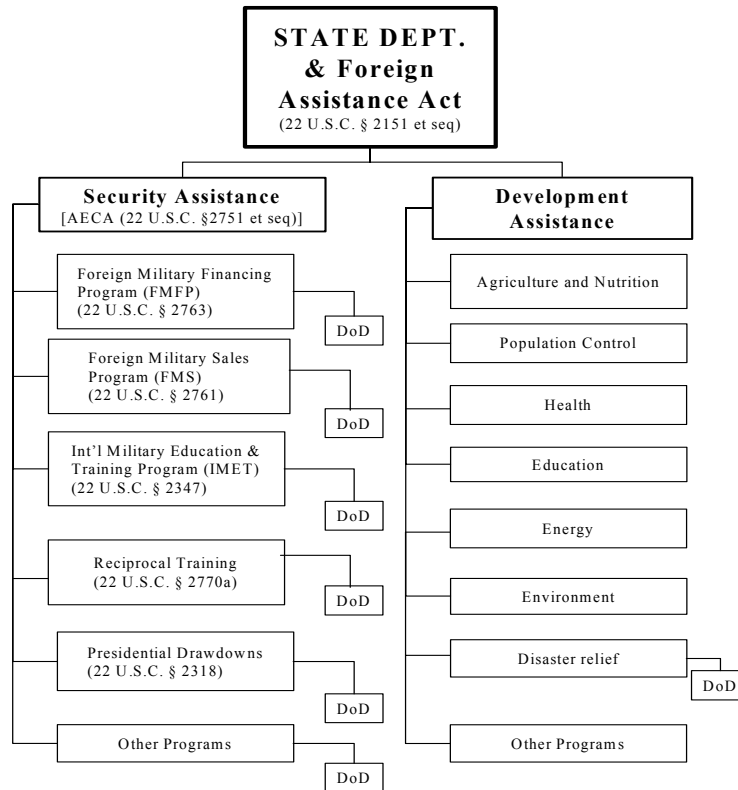 STATE DEPT.
& Foreign
Assistance Act
(22 U.S.C. § 2151 et seq)
Security Assistance
[AECA (22 U.S.C. §2751 et seq)]
Foreign Military Financing
Program (FMFP)
(22 U.S.C. § 2763)
DoD
Foreign Military Sales
Program (FMS)
(22 U.S.C. § 2761)
DoD
Int'l Military Education &
Training Program (IMET)
(22 U.S.C. § 2347)
DoD
Reciprocal Training
(22 U.S.C. § 2770a)
DoD
Presidential Drawdowns
(22 U.S.C. § 2318)
DoD
Other Programs
DoD
Development
Assistance
Agriculture and Nutrition
Population Control
Health
Education
Energy
Environment
Disaster relief
DoD
Other Programs